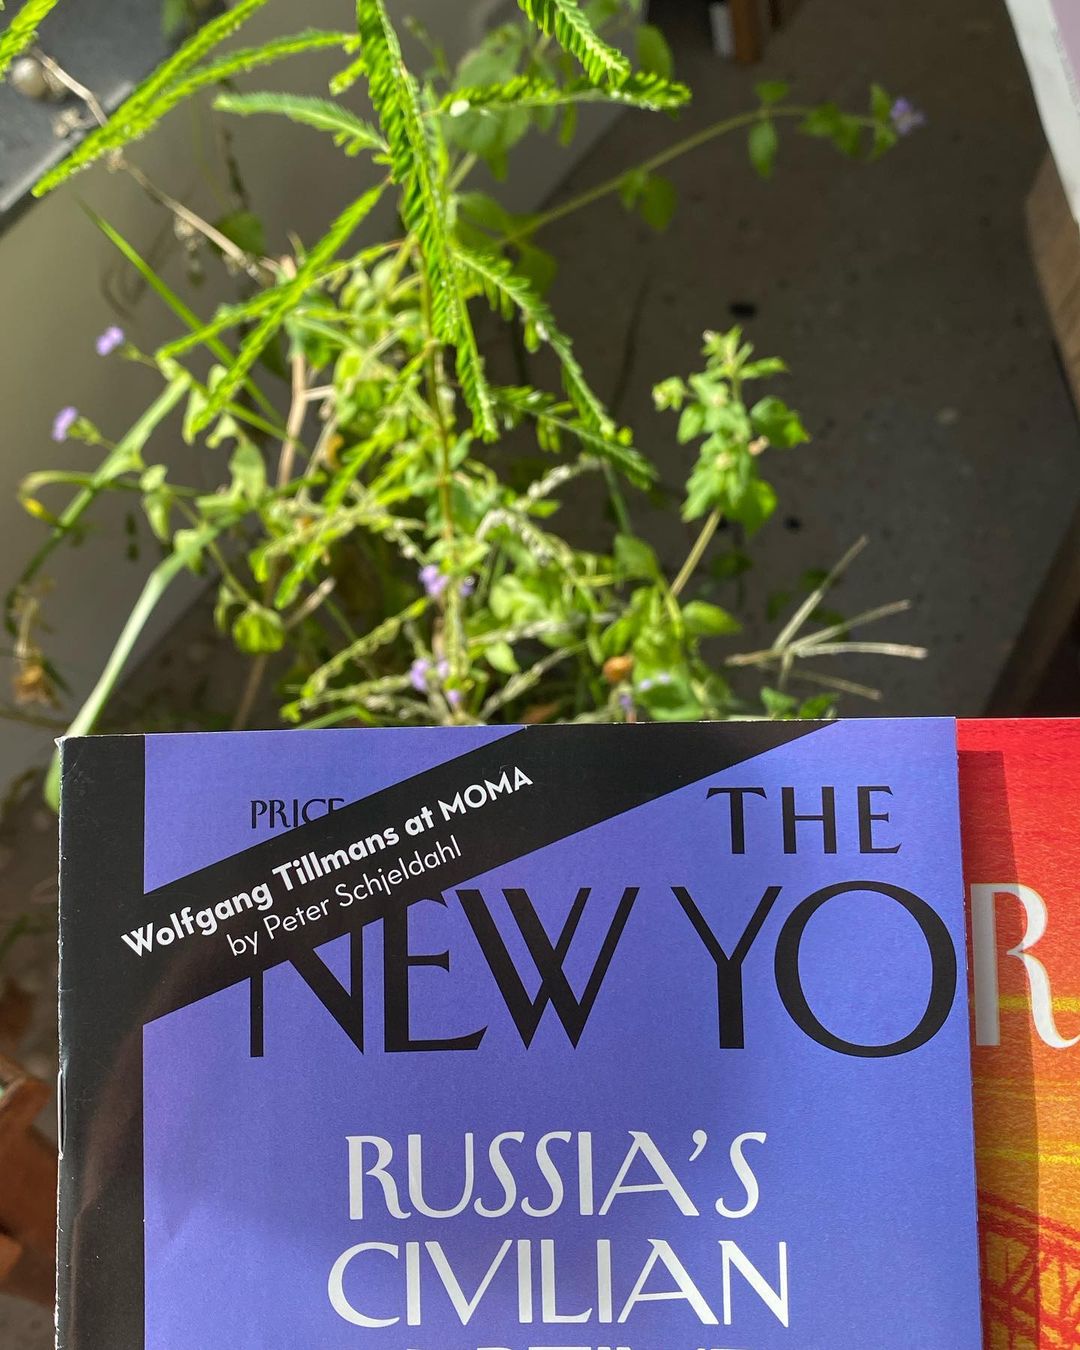 Wolfgang Tillmans at MOMA
by Peter Schjeldahl
PRICE
THE
NEW YO
R
RUSSIA'S
CIVILIAN